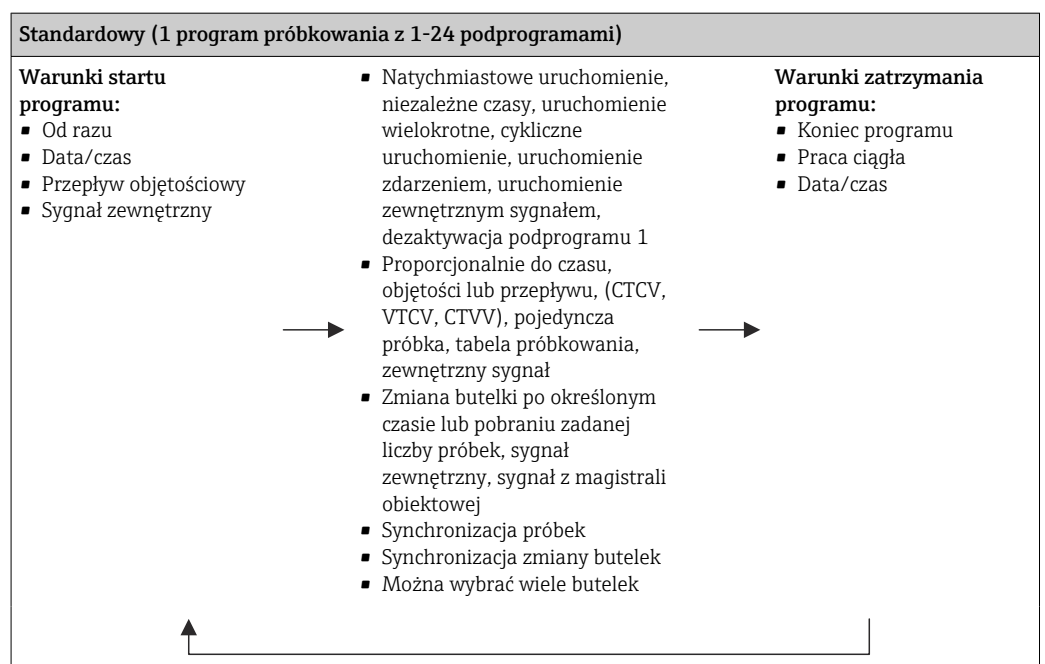 Standardowy (1 program próbkowania z 1-24 podprogramami)
Warunki startu
programu:
▪ Od razu
▪ Data/czas
▪ Przepływ objętościowy
▪ Sygnał zewnętrzny
▪ Natychmiastowe uruchomienie,
niezależne czasy, uruchomienie
wielokrotne, cykliczne
uruchomienie, uruchomienie
zdarzeniem, uruchomienie
zewnętrznym sygnałem,
dezaktywacja podprogramu 1
▪ Proporcjonalnie do czasu,
objętości lub przepływu, (CTCV,
VTCV, CTVV), pojedyncza
próbka, tabela próbkowania,
zewnętrzny sygnał
▪ Zmiana butelki po określonym
czasie lub pobraniu zadanej
liczby próbek, sygnał
zewnętrzny, sygnał z magistrali
obiektowej
▪ Synchronizacja próbek
▪ Synchronizacja zmiany butelek
▪ Można wybrać wiele butelek
Warunki zatrzymania
programu:
▪ Koniec programu
▪ Praca ciągła
▪ Data/czas